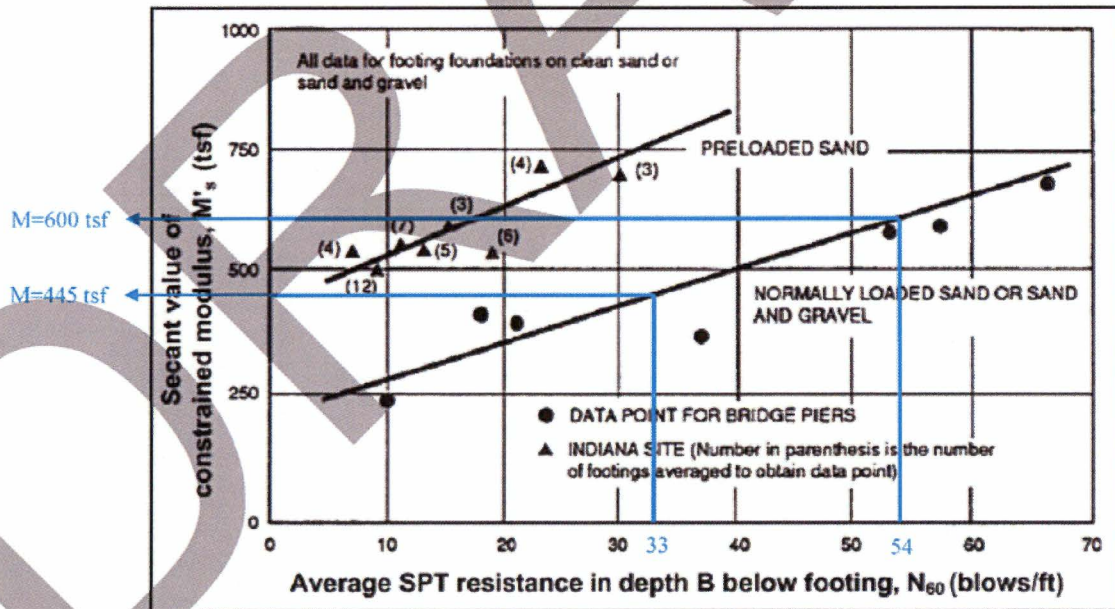 1000
All data for footing foundations on clean sand or
sand and gravel
750
PRELOADED SAND
(4)
(3)
(3)
M=600 tsf
(7)
(4)
(5)
(6)
500
(12)
M=445 tsf
NORMALLY LOADED SAND OR SAND
AND GRAVEL
250
DATA POINT FOR BRIDGE PIERS
INDIANA SITE (Number in parenthesis is the number
of footings averaged to obtain data point)
0
0 10 20 30 33 40 50 54 60 70
Secant value of
constrained modulus, M's (tsf)
Average SPT resistance in depth B below footing, N60 (blows/ft)
DRA